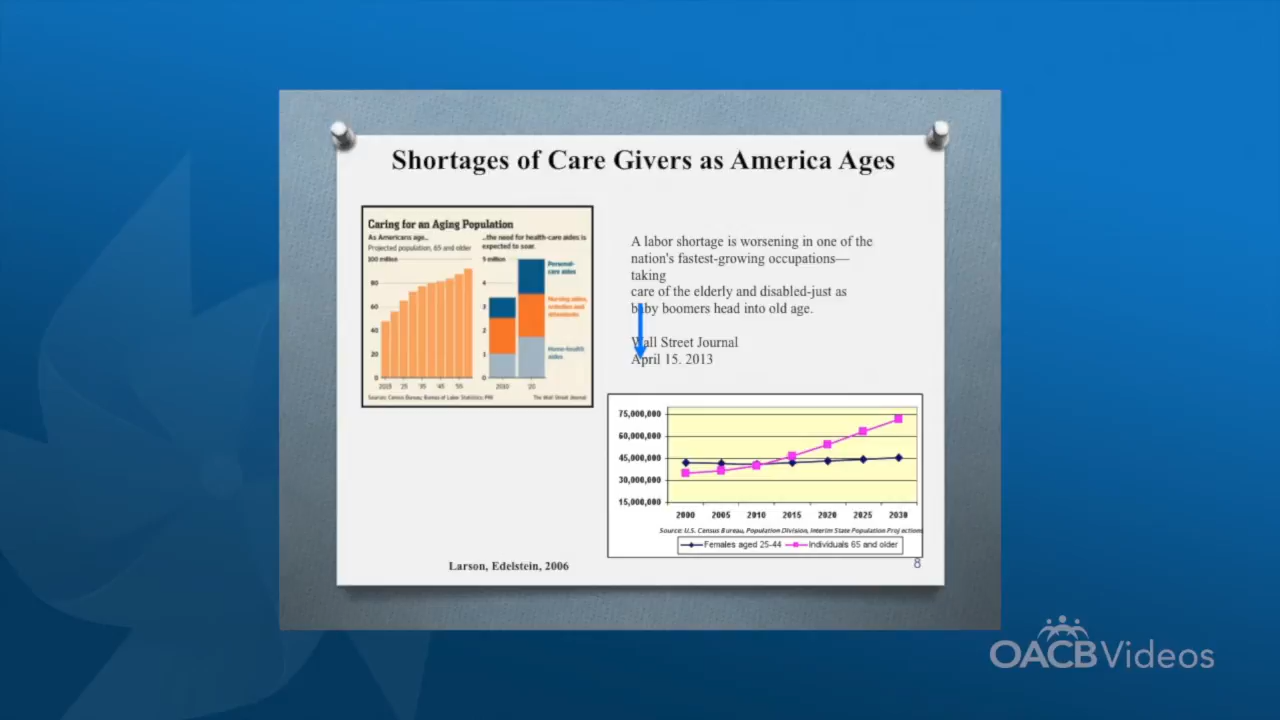 Shortages of Care Givers as America Ages
Caring for an Aging Population
As Americans age...
Projected population, 65 and older
100 million
80
60
40
20
0
2015 '25 '35 '45 '55
...the need for health-care aides is
expected to soar.
5 million
4
3
2
1
0
2010 '20
Personal-
care aides
Nursing aides,
orderlies and
attendants
Home-health
aides
Sources: Census Bureau; Bureau of Labor Statistics; PHI
The Wall Street Journal
A labor shortage is worsening in one of the
nation's fastest-growing occupations—
taking
care of the elderly and disabled-just as
baby boomers head into old age.
Wall Street Journal
April 15. 2013
75,000,000
60,000,000
45,000,000
30,000,000
15,000,000
2000 2005 2010 2015 2020 2025 2030
Source: U.S. Census Bureau, Population Division, Interim State Population Projections
Females aged 25-44 Individuals 65 and older
Larson, Edelstein, 2006
8
OACBVideos